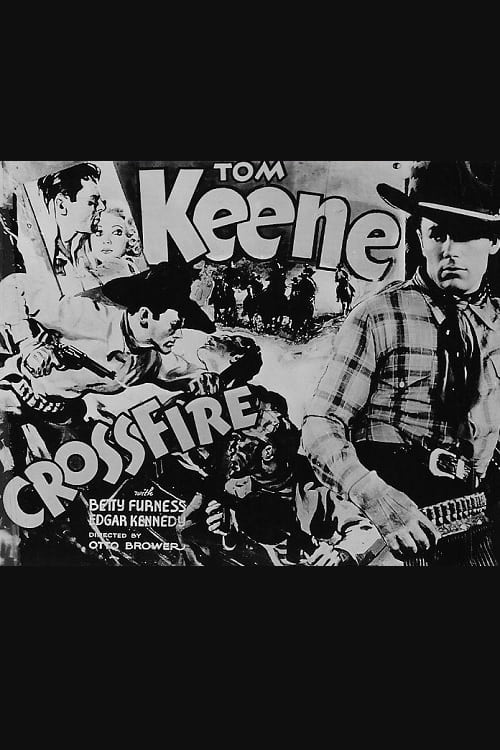 TOM
Keene
CROSSFIRE
with
BETTY FURNESS
EDGAR KENNEDY
DIRECTED BY
OTTO BROWER